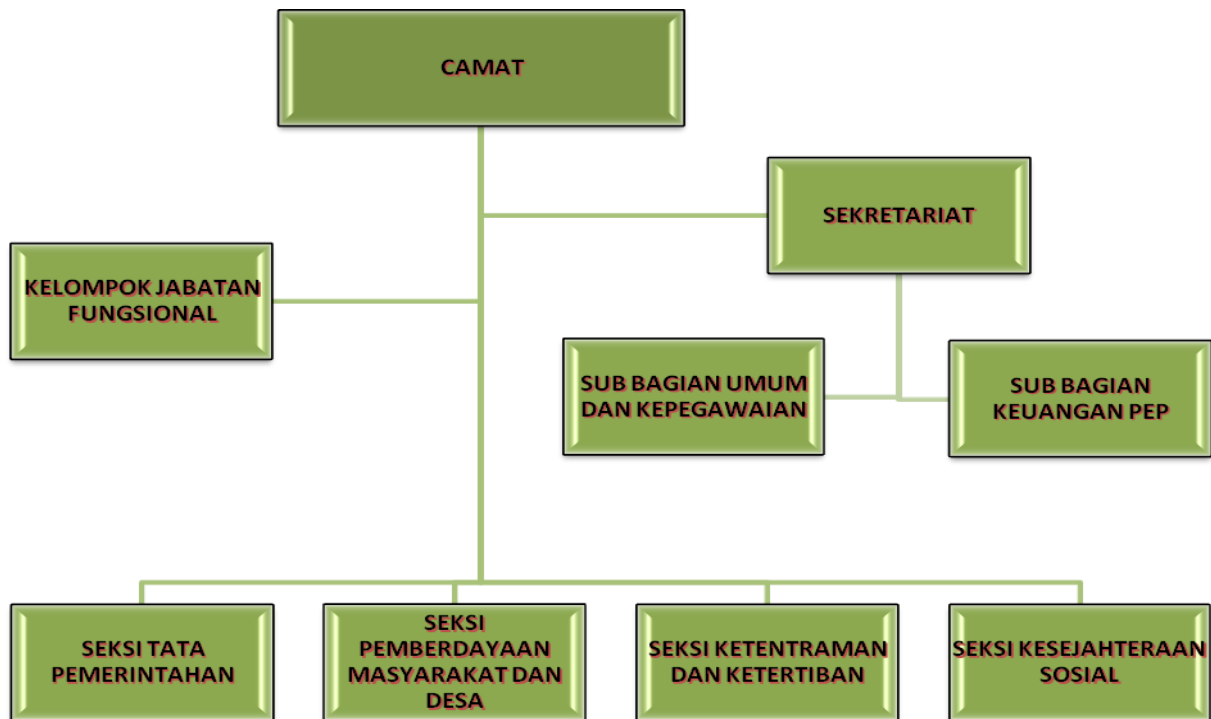 CAMAT
SEKRETARIAT
KELOMPOK JABATAN
FUNGSIONAL
SUB BAGIAN UMUM
DAN KEPEGAWAIAN
SUB BAGIAN
KEUANGAN PEP
SEKSI TATA
PEMERINTAHAN
SEKSI
PEMBERDAYAAN
MASYARAKAT DAN
DESA
SEKSI KETENTRAMAN
DAN KETERTIBAN
SEKSI KESEJAHTERAAN
SOSIAL